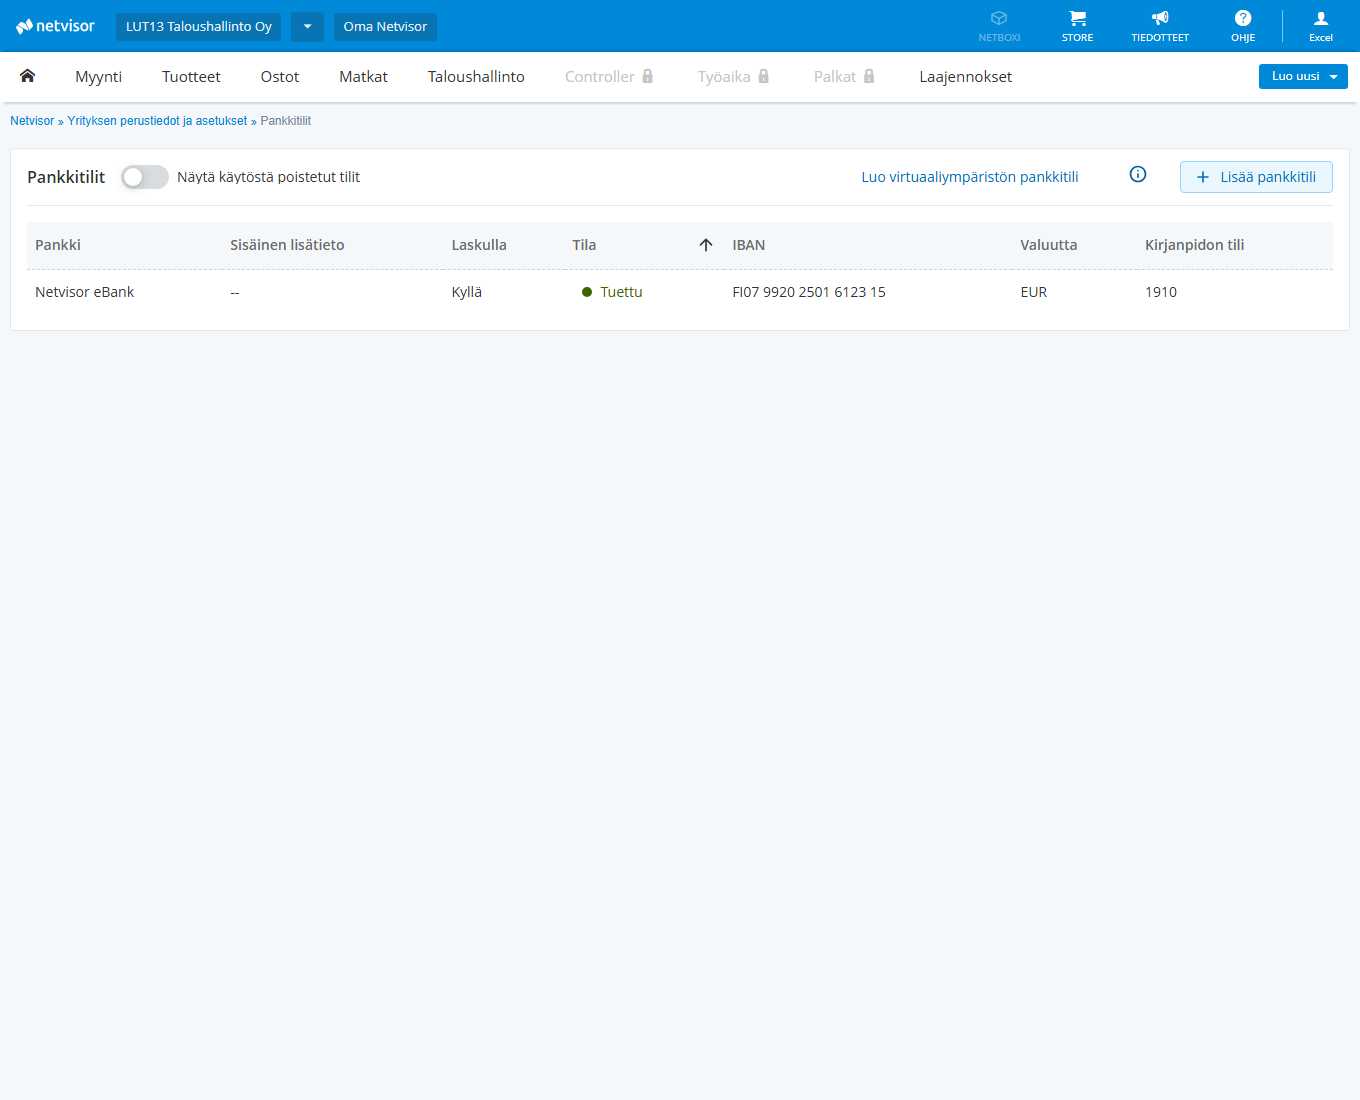 netvisor LUT13 Taloushallinto Oy Oma Netvisor NETBOXI STORE TIEDOTTEET OHJE Excel
Myynti Tuotteet Ostot Matkat Taloushallinto Controller Työaika Palkat Laajennokset Luo uusi
Netvisor » Yrityksen perustiedot ja asetukset » Pankkitilit
Pankkitilit Näytä käytöstä poistetut tilit Luo virtuaaliympäristön pankkitili + Lisää pankkitili
Pankki Sisäinen lisätieto Laskulla Tila IBAN Valuutta Kirjanpidon tili
Netvisor eBank -- Kyllä Tuettu FI07 9920 2501 6123 15 EUR 1910